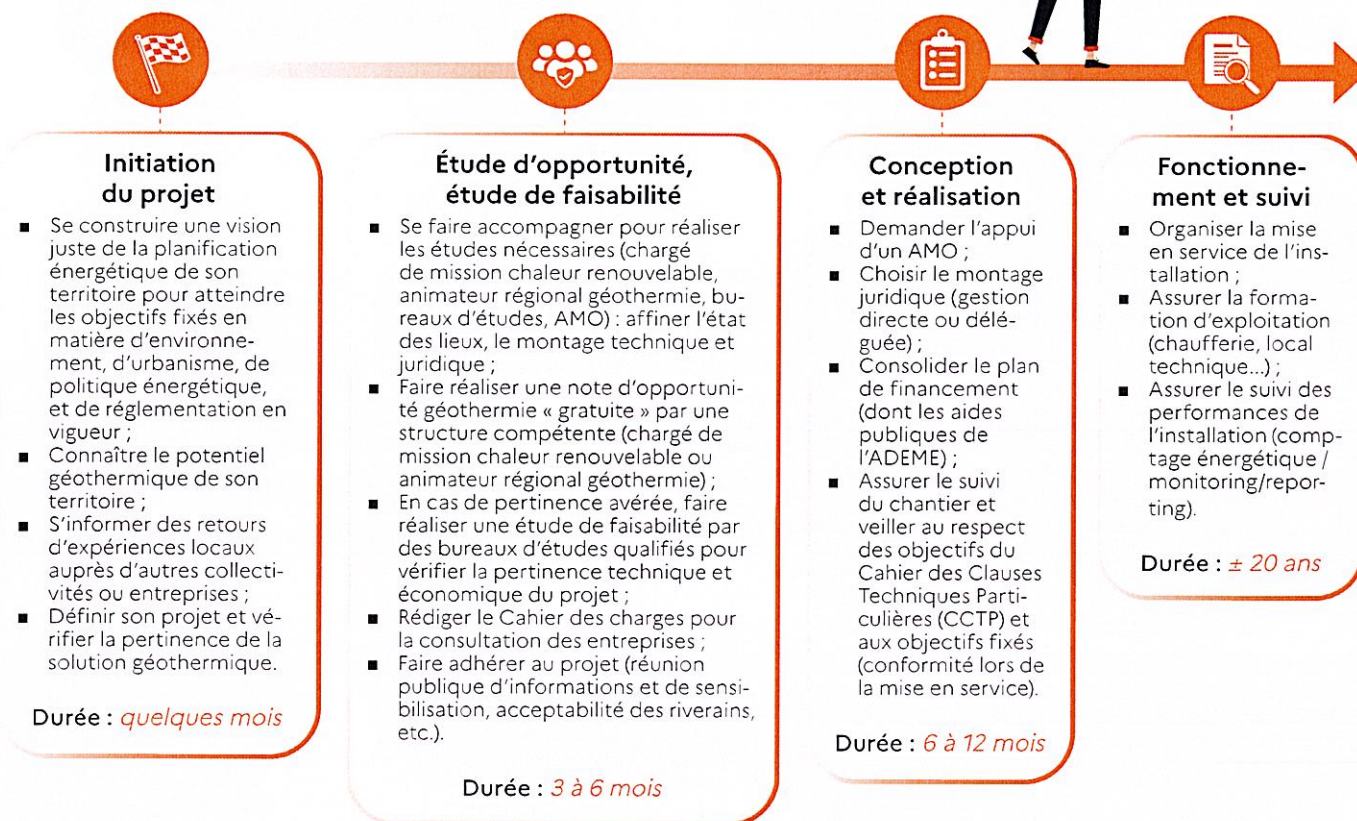 Initiation
du projet
■ Se construire une vision
juste de la planification
énergétique de son
territoire pour atteindre
les objectifs fixés en
matière d'environne-
ment, d'urbanisme, de
politique énergétique,
et de réglementation en
vigueur ;
■ Connaître le potentiel
géothermique de son
territoire ;
■ S'informer des retours
d'expériences locaux
auprès d'autres collecti-
vités ou entreprises ;
■ Définir son projet et vé-
rifier la pertinence de la
solution géothermique.
Durée : quelques mois
Étude d'opportunité,
étude de faisabilité
■ Se faire accompagner pour réaliser
les études nécessaires (chargé
de mission chaleur renouvelable,
animateur régional géothermie, bu-
reaux d'études, AMO) : affiner l'état
des lieux, le montage technique et
juridique ;
■ Faire réaliser une note d'opportuni-
té géothermie « gratuite » par une
structure compétente (chargé de
mission chaleur renouvelable ou
animateur régional géothermie) ;
■ En cas de pertinence avérée, faire
réaliser une étude de faisabilité par
des bureaux d'études qualifiés pour
vérifier la pertinence technique et
économique du projet ;
■ Rédiger le Cahier des charges pour
la consultation des entreprises ;
■ Faire adhérer au projet (réunion
publique d'informations et de sensi-
bilisation, acceptabilité des riverains,
etc.).
Durée : 3 à 6 mois
Conception
et réalisation
■ Demander l'appui
d'un AMO ;
■ Choisir le montage
juridique (gestion
directe ou délé-
guée) ;
■ Consolider le plan
de financement
(dont les aides
publiques de
l'ADEME) ;
■ Assurer le suivi
du chantier et
veiller au respect
des objectifs du
Cahier des Clauses
Techniques Parti-
culières (CCTP) et
aux objectifs fixés
(conformité lors de
la mise en service).
Durée : 6 à 12 mois
Fonctionne-
ment et suivi
■ Organiser la mise
en service de l'ins-
tallation ;
■ Assurer la forma-
tion d'exploitation
(chaufferie, local
technique...) ;
■ Assurer le suivi des
performances de
l'installation (comp-
tage énergétique /
monitoring/repor-
ting).
Durée : ± 20 ans